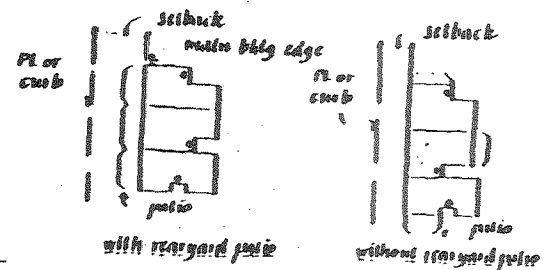 setback
main bldg edge
PL or
curb
patio
with rearyard patio
setback
PL or
curb
patio
without rearyard patio